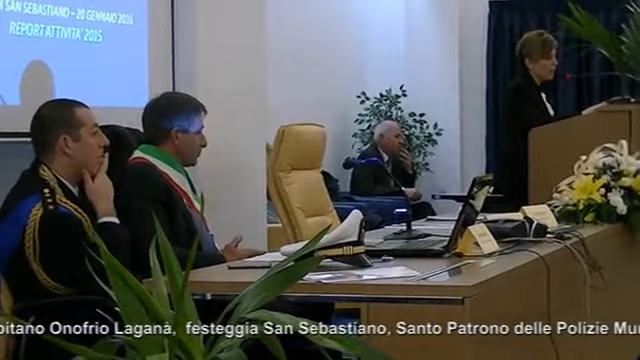 SAN SEBASTIANO – 20 GENNAIO 2016
REPORT ATTIVITA' 2015
pitano Onofrio Laganà, festeggia San Sebastiano, Santo Patrono delle Polizie Mu